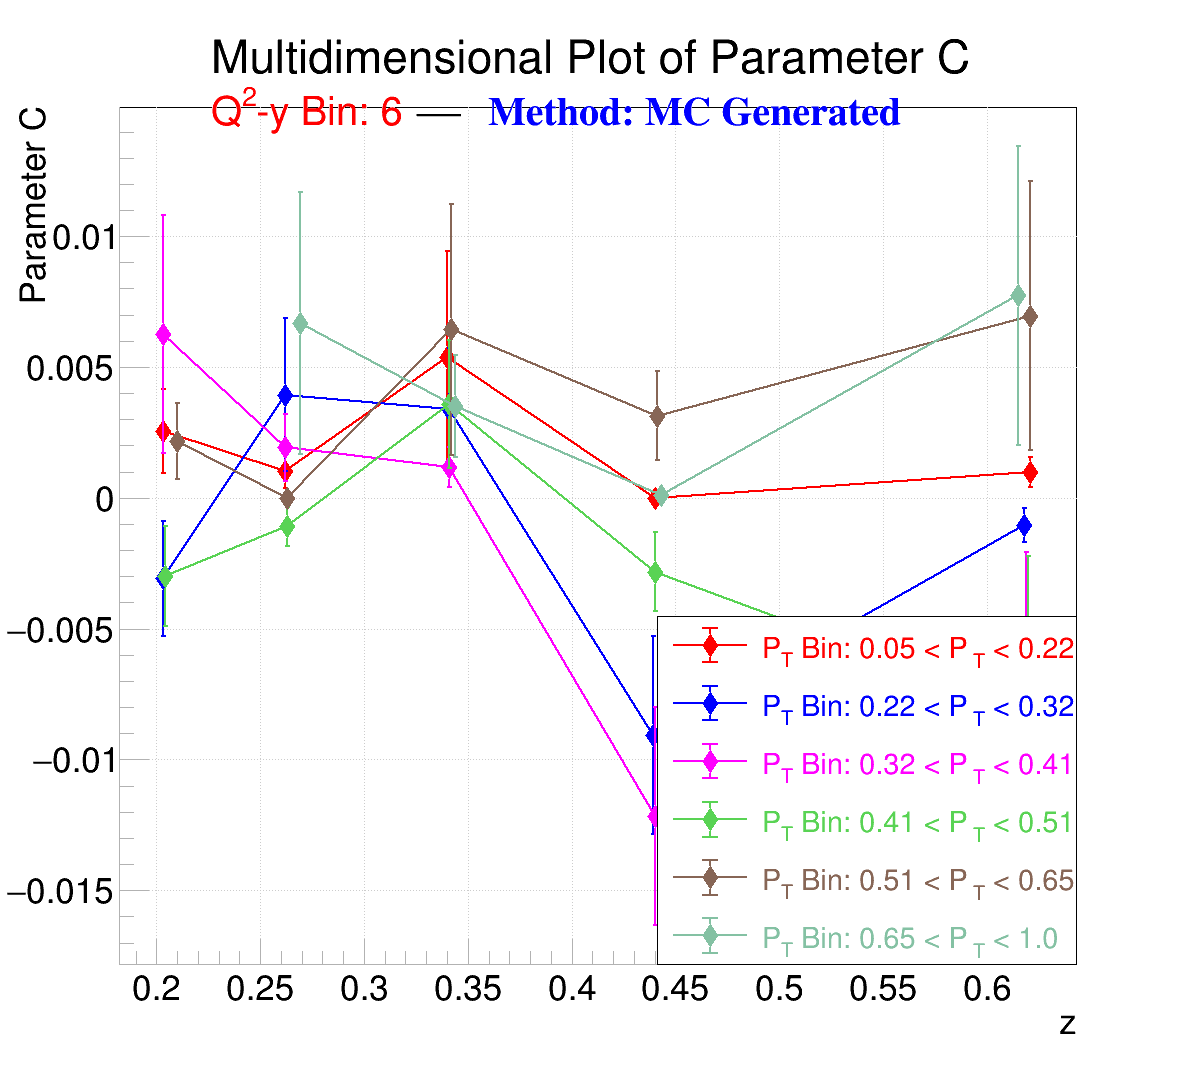 Multidimensional Plot of Parameter C
Q2-y Bin: 6 — Method: MC Generated
Parameter C
0.01
0.005
0
−0.005
−0.01
−0.015
PT Bin: 0.05 < PT < 0.22
PT Bin: 0.22 < PT < 0.32
PT Bin: 0.32 < PT < 0.41
PT Bin: 0.41 < PT < 0.51
PT Bin: 0.51 < PT < 0.65
PT Bin: 0.65 < PT < 1.0
0.2 0.25 0.3 0.35 0.4 0.45 0.5 0.55 0.6
z